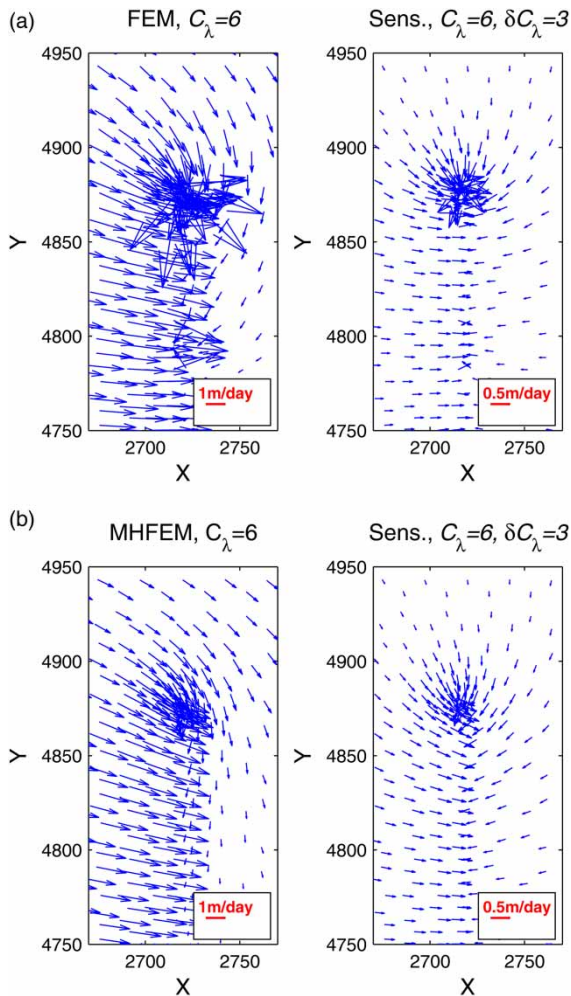 (a)
FEM, Cλ=6
Sens., Cλ=6, δCλ=3
4950
4900
4850
4800
4750
Y
2700
2750
X
1m/day
4950
4900
4850
4800
4750
Y
2700
2750
X
0.5m/day
(b)
MHFEM, Cλ=6
Sens., Cλ=6, δCλ=3
4950
4900
4850
4800
4750
Y
2700
2750
X
1m/day
4950
4900
4850
4800
4750
Y
2700
2750
X
0.5m/day